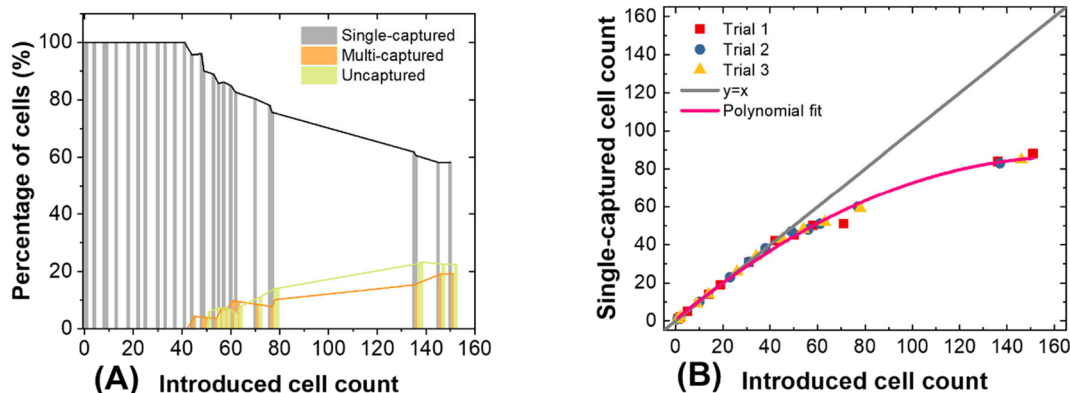 100
80
60
40
20
0
Percentage of cells (%)
Single-captured
Multi-captured
Uncaptured
0 20 40 60 80 100 120 140 160
(A) Introduced cell count
160
140
120
100
80
60
40
20
0
Single-captured cell count
Trial 1
Trial 2
Trial 3
y=x
Polynomial fit
0 20 40 60 80 100 120 140 160
(B) Introduced cell count